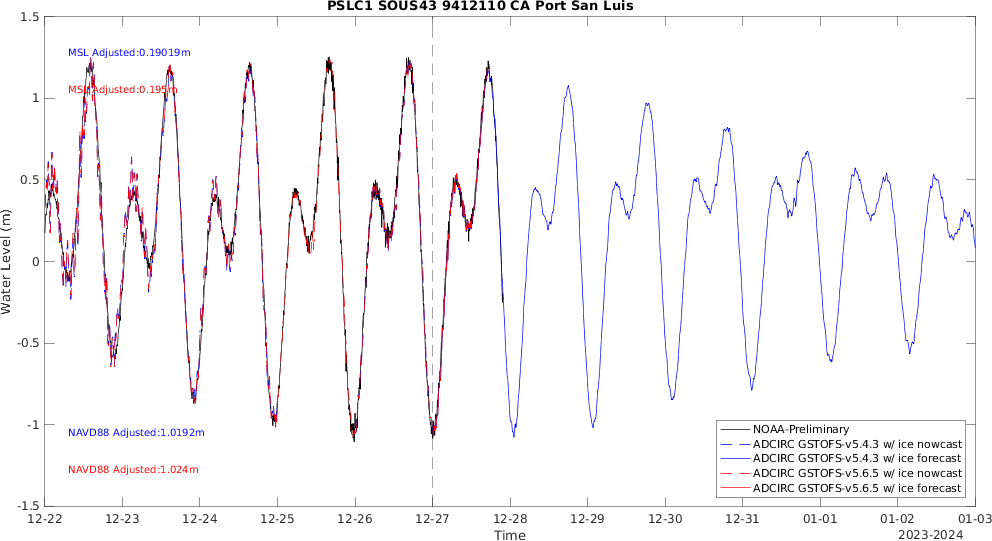 PSLC1 SOUS43 9412110 CA Port San Luis
1.5
1
0.5
0
-0.5
-1
-1.5
Water Level (m)
MSL Adjusted:0.19019m
MSL Adjusted:0.195m
NAVD88 Adjusted:1.0192m
NAVD88 Adjusted:1.024m
NOAA-Preliminary
ADCIRC GSTOFS-v5.4.3 w/ ice nowcast
ADCIRC GSTOFS-v5.4.3 w/ ice forecast
ADCIRC GSTOFS-v5.6.5 w/ ice nowcast
ADCIRC GSTOFS-v5.6.5 w/ ice forecast
12-22 12-23 12-24 12-25 12-26 12-27 12-28 12-29 12-30 12-31 01-01 01-02 01-03
Time
2023-2024